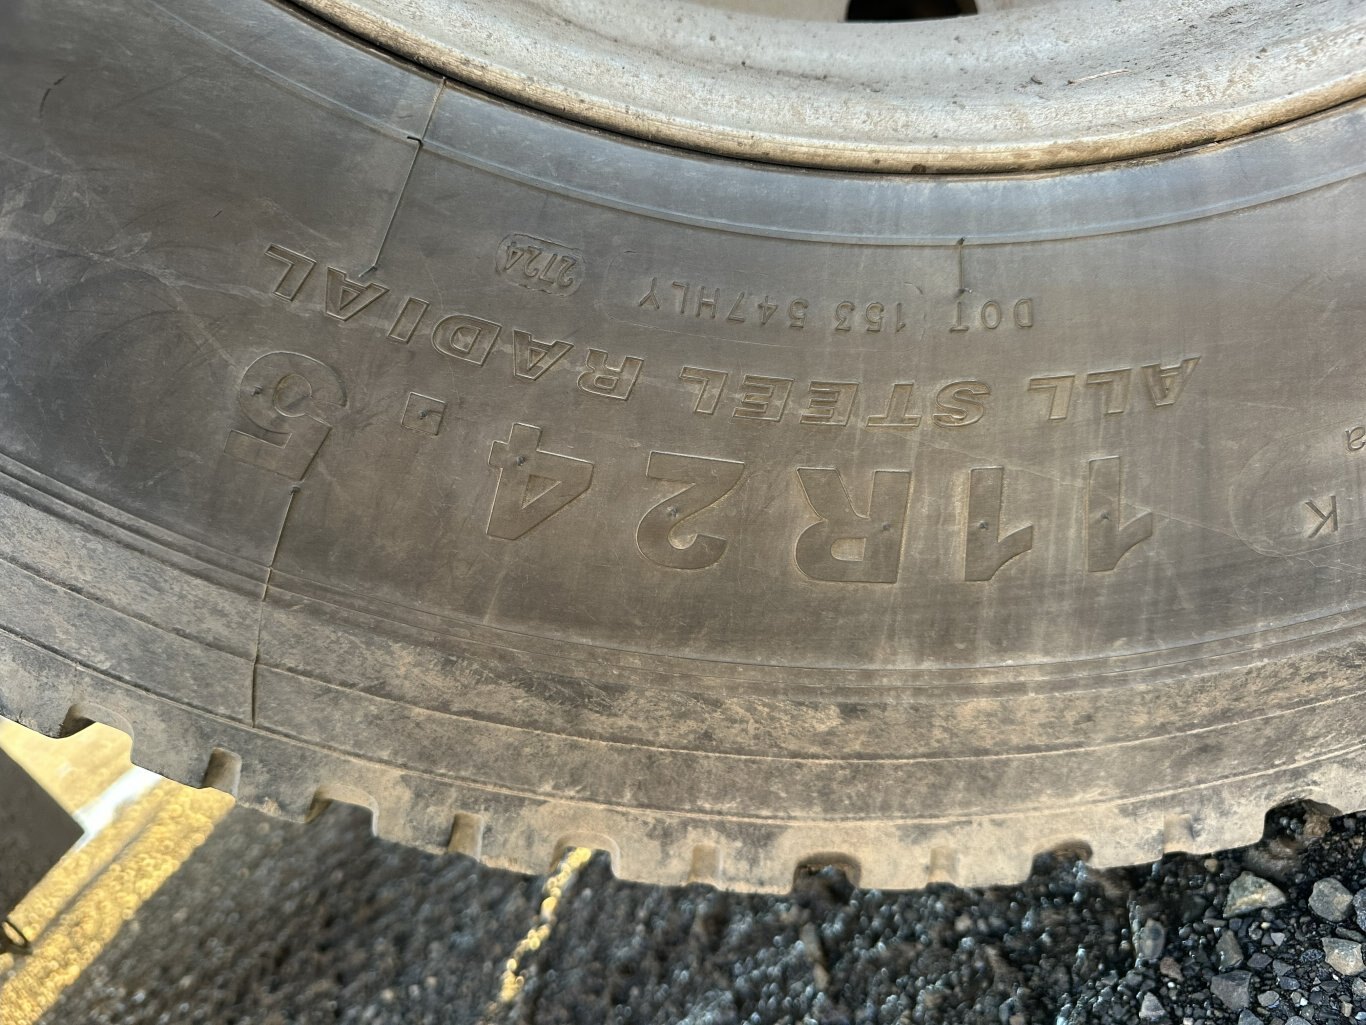 11R24.5
ALL STEEL RADIAL
DOT 153 547HLY 2724
K
a